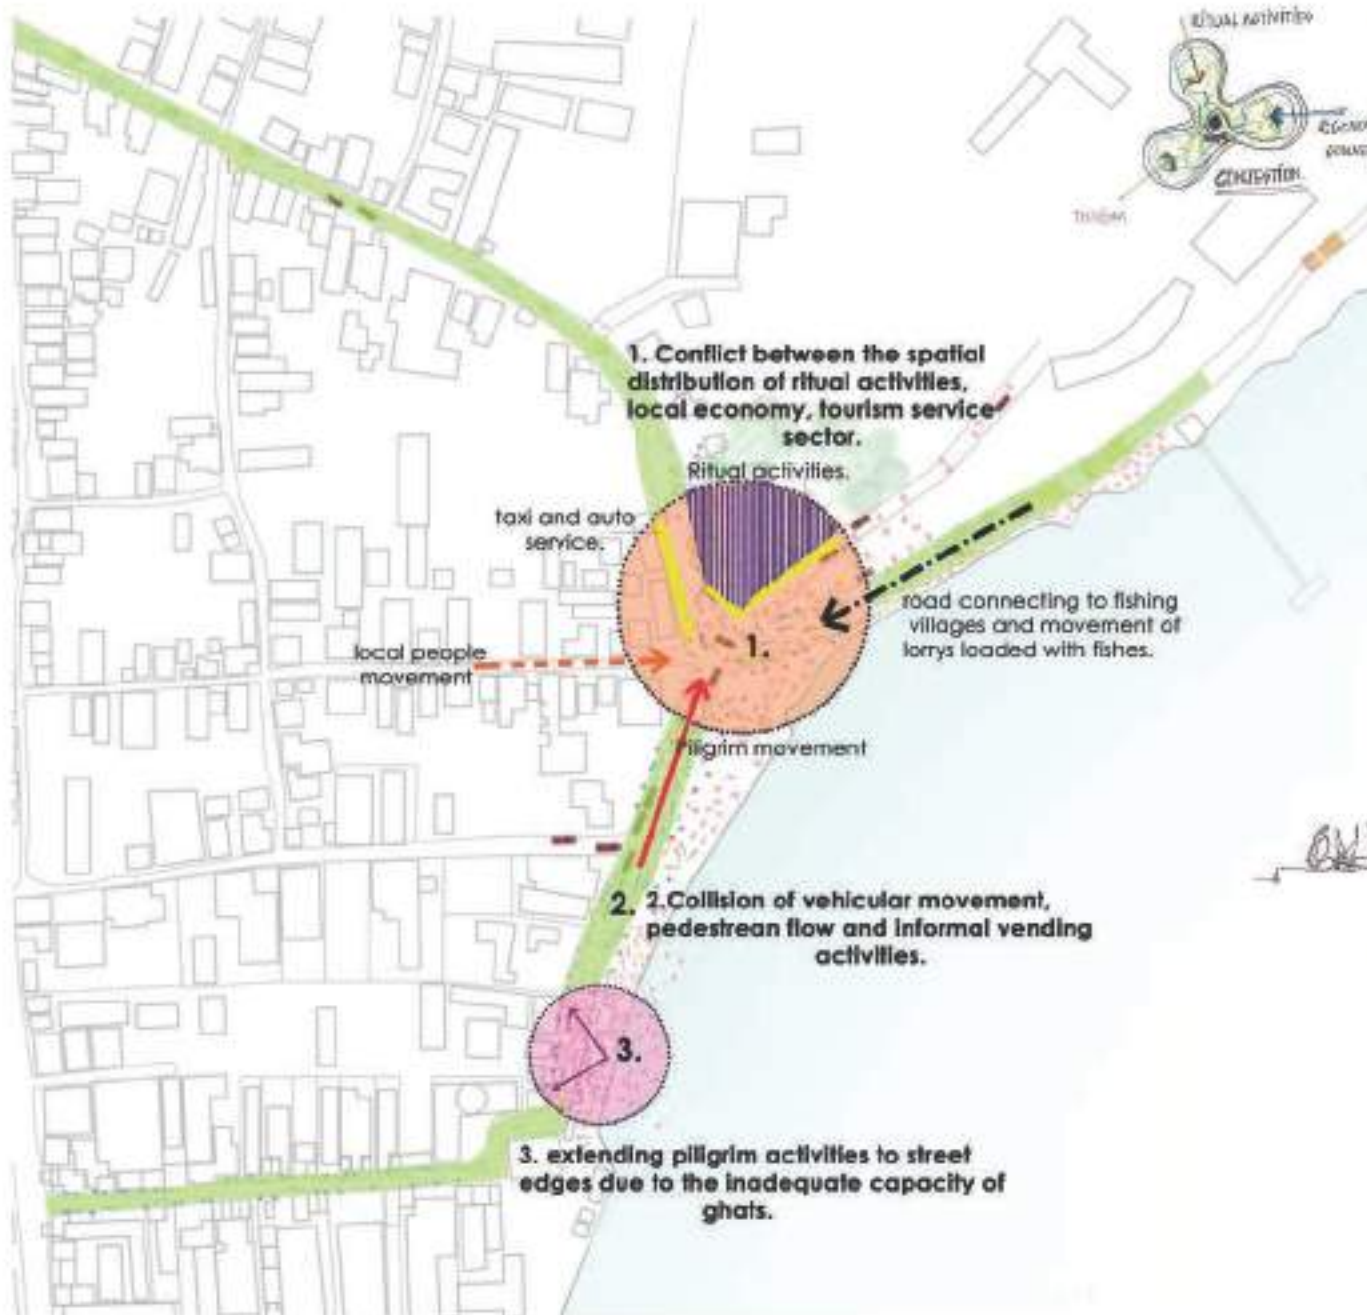 RITUAL ACTIVITIES
CONGESTION
1. Conflict between the spatial
distribution of ritual activities,
local economy, tourism service
sector.
Ritual activities.
taxi and auto
service.
road connecting to fishing
villages and movement of
lorrys loaded with fishes.
1.
local people
movement
Piligrim movement
2.
2.Collision of vehicular movement,
pedestrean flow and informal vending
activities.
3.
3. extending piligrim activities to street
edges due to the inadequate capacity of
ghats.